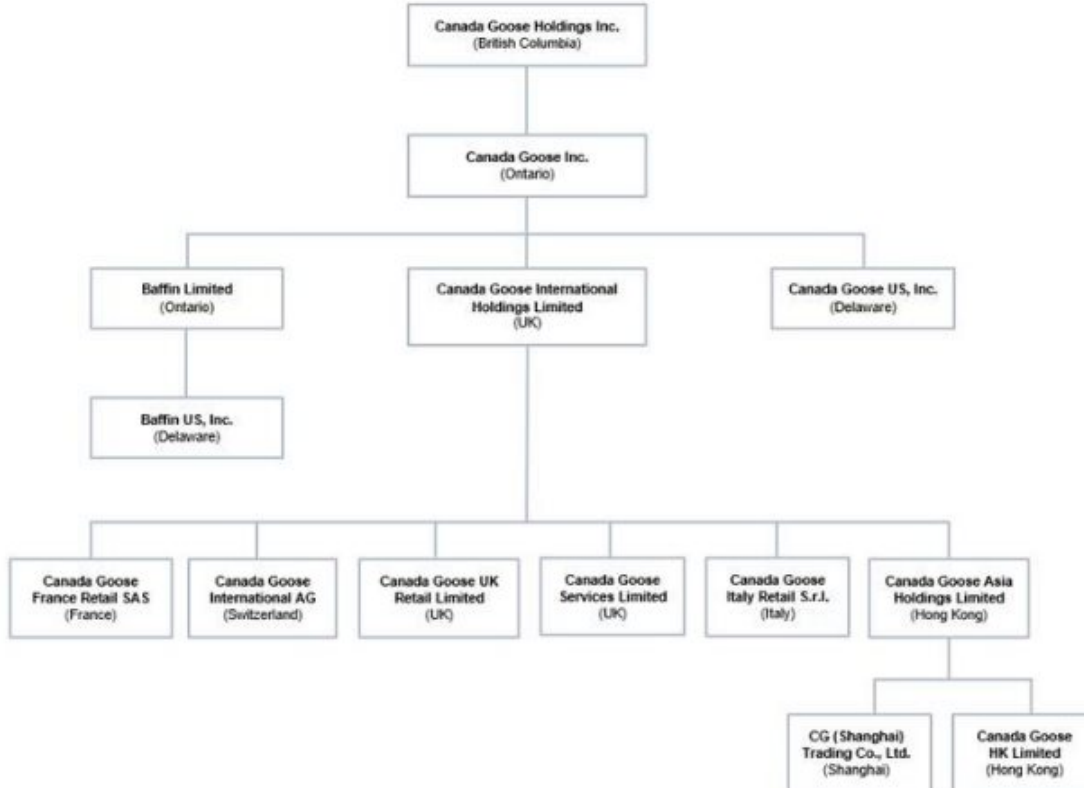 Canada Goose Holdings Inc.
(British Columbia)
Canada Goose Inc.
(Ontario)
Baffin Limited
(Ontario)
Canada Goose International
Holdings Limited
(UK)
Canada Goose US, Inc.
(Delaware)
Baffin US, Inc.
(Delaware)
Canada Goose
France Retail SAS
(France)
Canada Goose
International AG
(Switzerland)
Canada Goose UK
Retail Limited
(UK)
Canada Goose
Services Limited
(UK)
Canada Goose
Italy Retail S.r.l.
(Italy)
Canada Goose Asia
Holdings Limited
(Hong Kong)
CG (Shanghai)
Trading Co., Ltd.
(Shanghai)
Canada Goose
HK Limited
(Hong Kong)